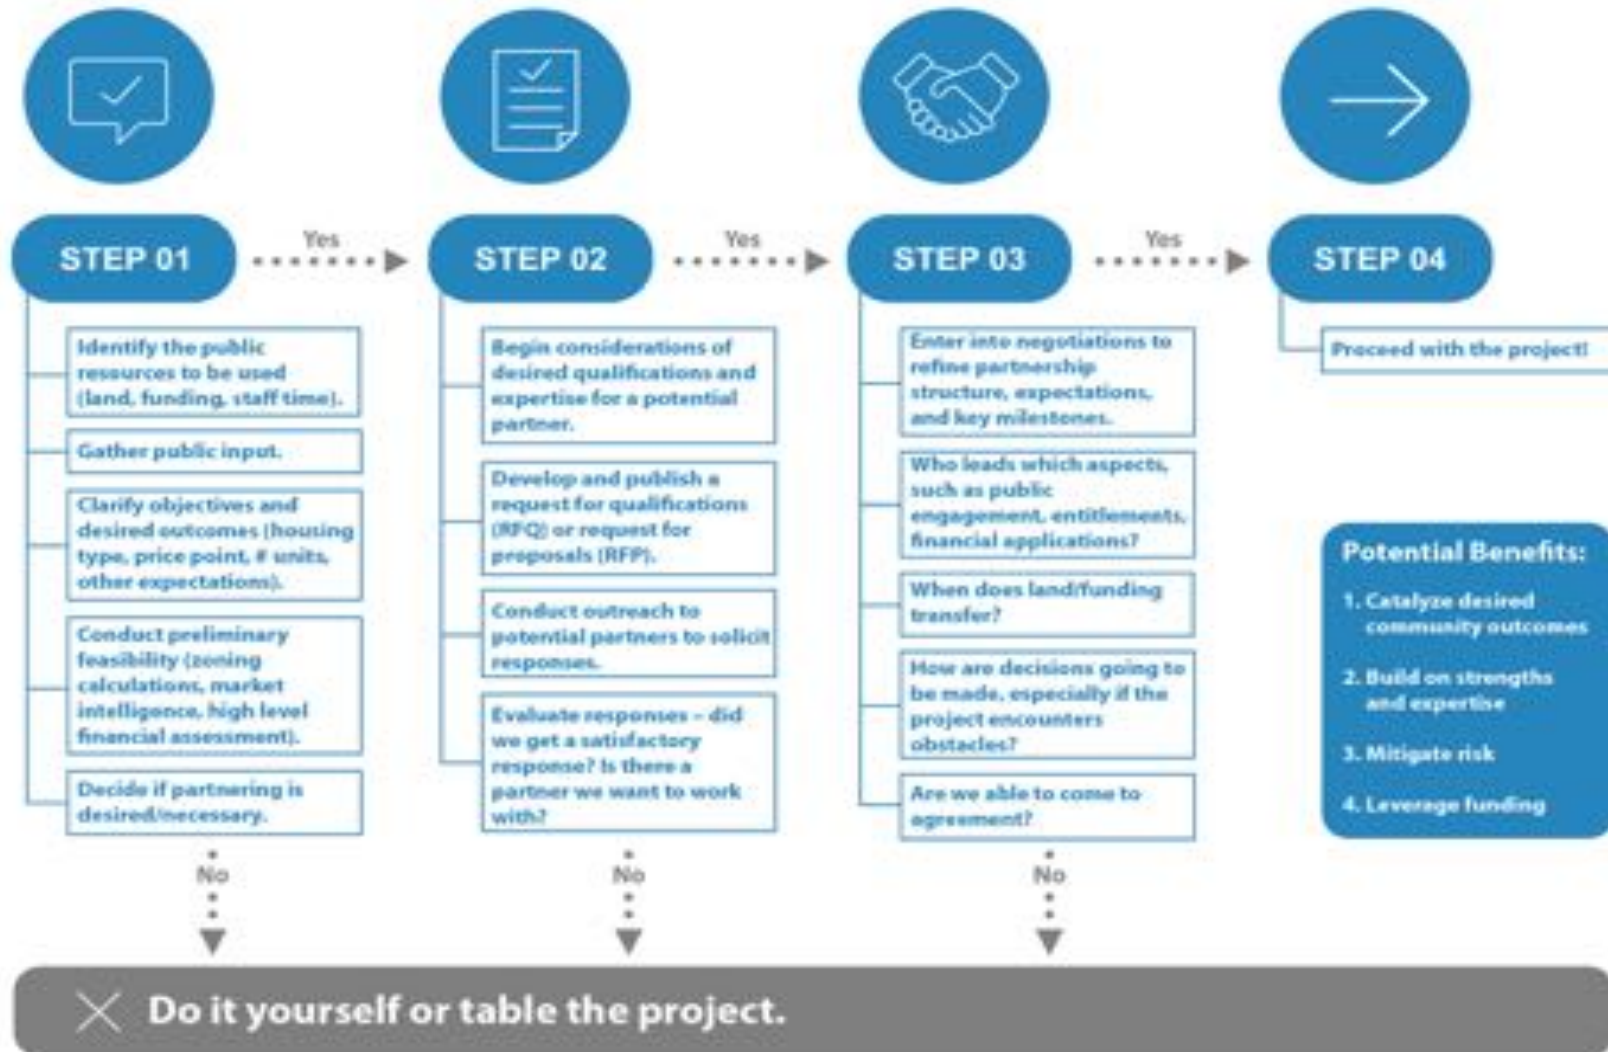 STEP 01
Yes
STEP 02
Yes
STEP 03
Yes
STEP 04
Identify the public
resources to be used
(land, funding, staff time).
Gather public input.
Clarify objectives and
desired outcomes (housing
type, price point, # units,
other expectations).
Conduct preliminary
feasibility (zoning
calculations, market
intelligence, high level
financial assessment).
Decide if partnering is
desired/necessary.
No
Begin considerations of
desired qualifications and
expertise for a potential
partner.
Develop and publish a
request for qualifications
(RFQ) or request for
proposals (RFP).
Conduct outreach to
potential partners to solicit
responses.
Evaluate responses – did
we get a satisfactory
response? Is there a
partner we want to work
with?
No
Enter into negotiations to
refine partnership
structure, expectations,
and key milestones.
Who leads which aspects,
such as public
engagement, entitlements,
financial applications?
When does land/funding
transfer?
How are decisions going to
be made, especially if the
project encounters
obstacles?
Are we able to come to
agreement?
No
Proceed with the project!
Potential Benefits:
1. Catalyze desired
community outcomes
2. Build on strengths
and expertise
3. Mitigate risk
4. Leverage funding
Do it yourself or table the project.